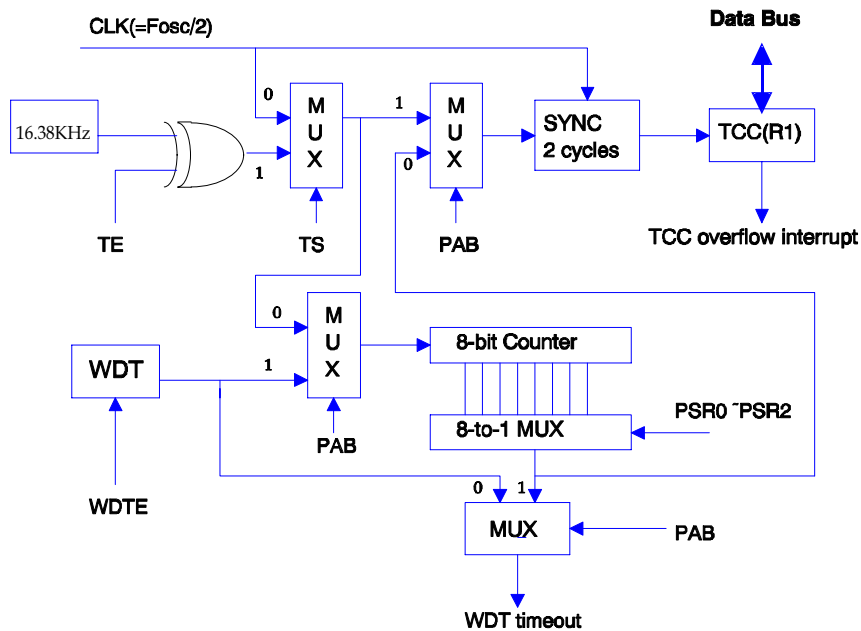 CLK(=Fosc/2)
Data Bus
0
M
U
X
1
M
U
X
0
SYNC
2 cycles
TCC(R1)
16.38KHz
1
TE
TS
PAB
TCC overflow interrupt
0
M
U
X
8-bit Counter
WDT
1
PAB
8-to-1 MUX
PSR0 ~PSR2
WDTE
0
1
MUX
PAB
WDT timeout